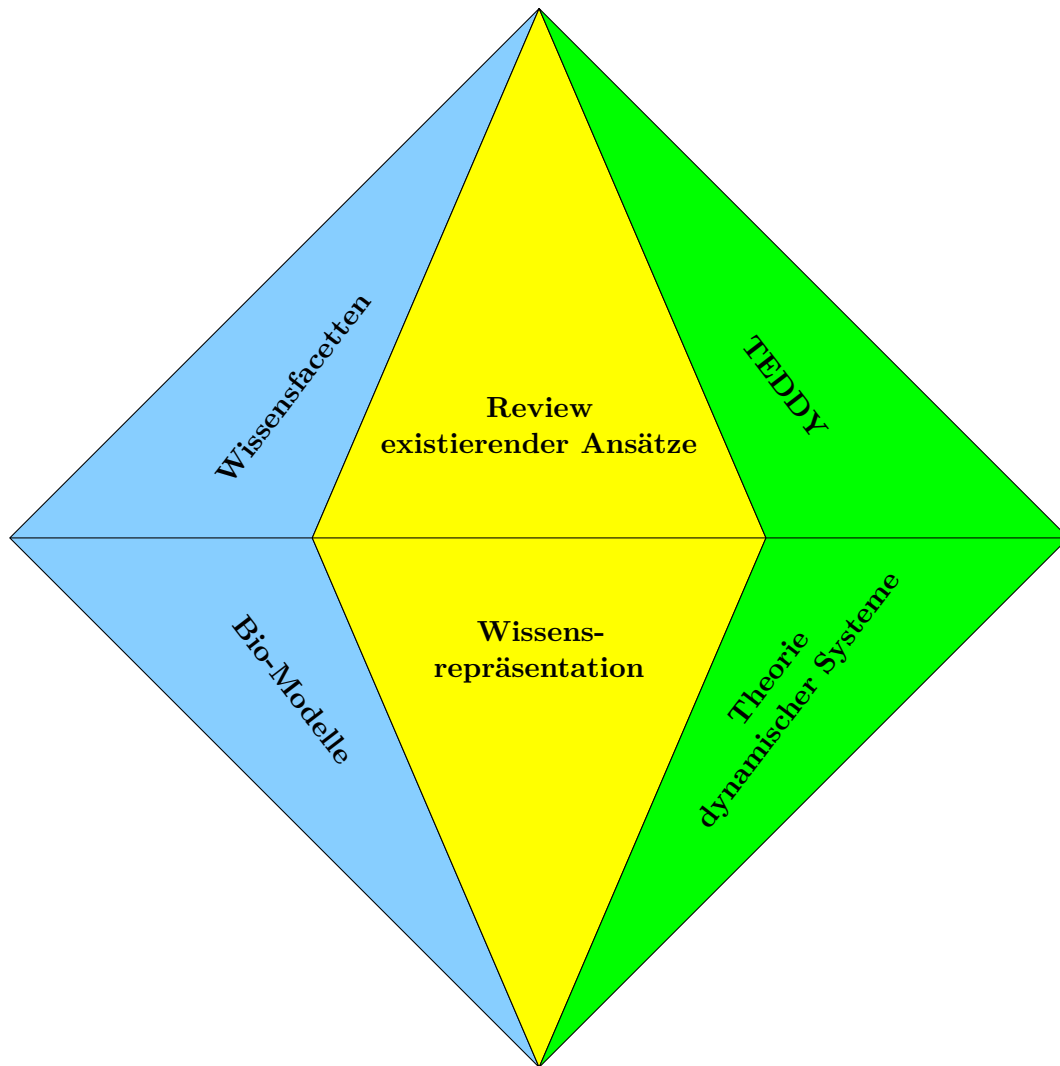 Wissensfacetten
Review
existierender Ansätze
TEDDY
Bio-Modelle
Wissens-
repräsentation
Theorie
dynamischer Systeme